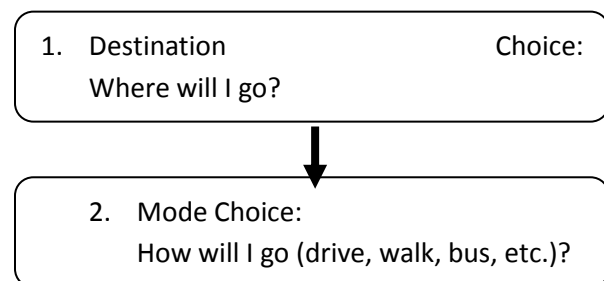 1. Destination Choice:
Where will I go?
2. Mode Choice:
How will I go (drive, walk, bus, etc.)?